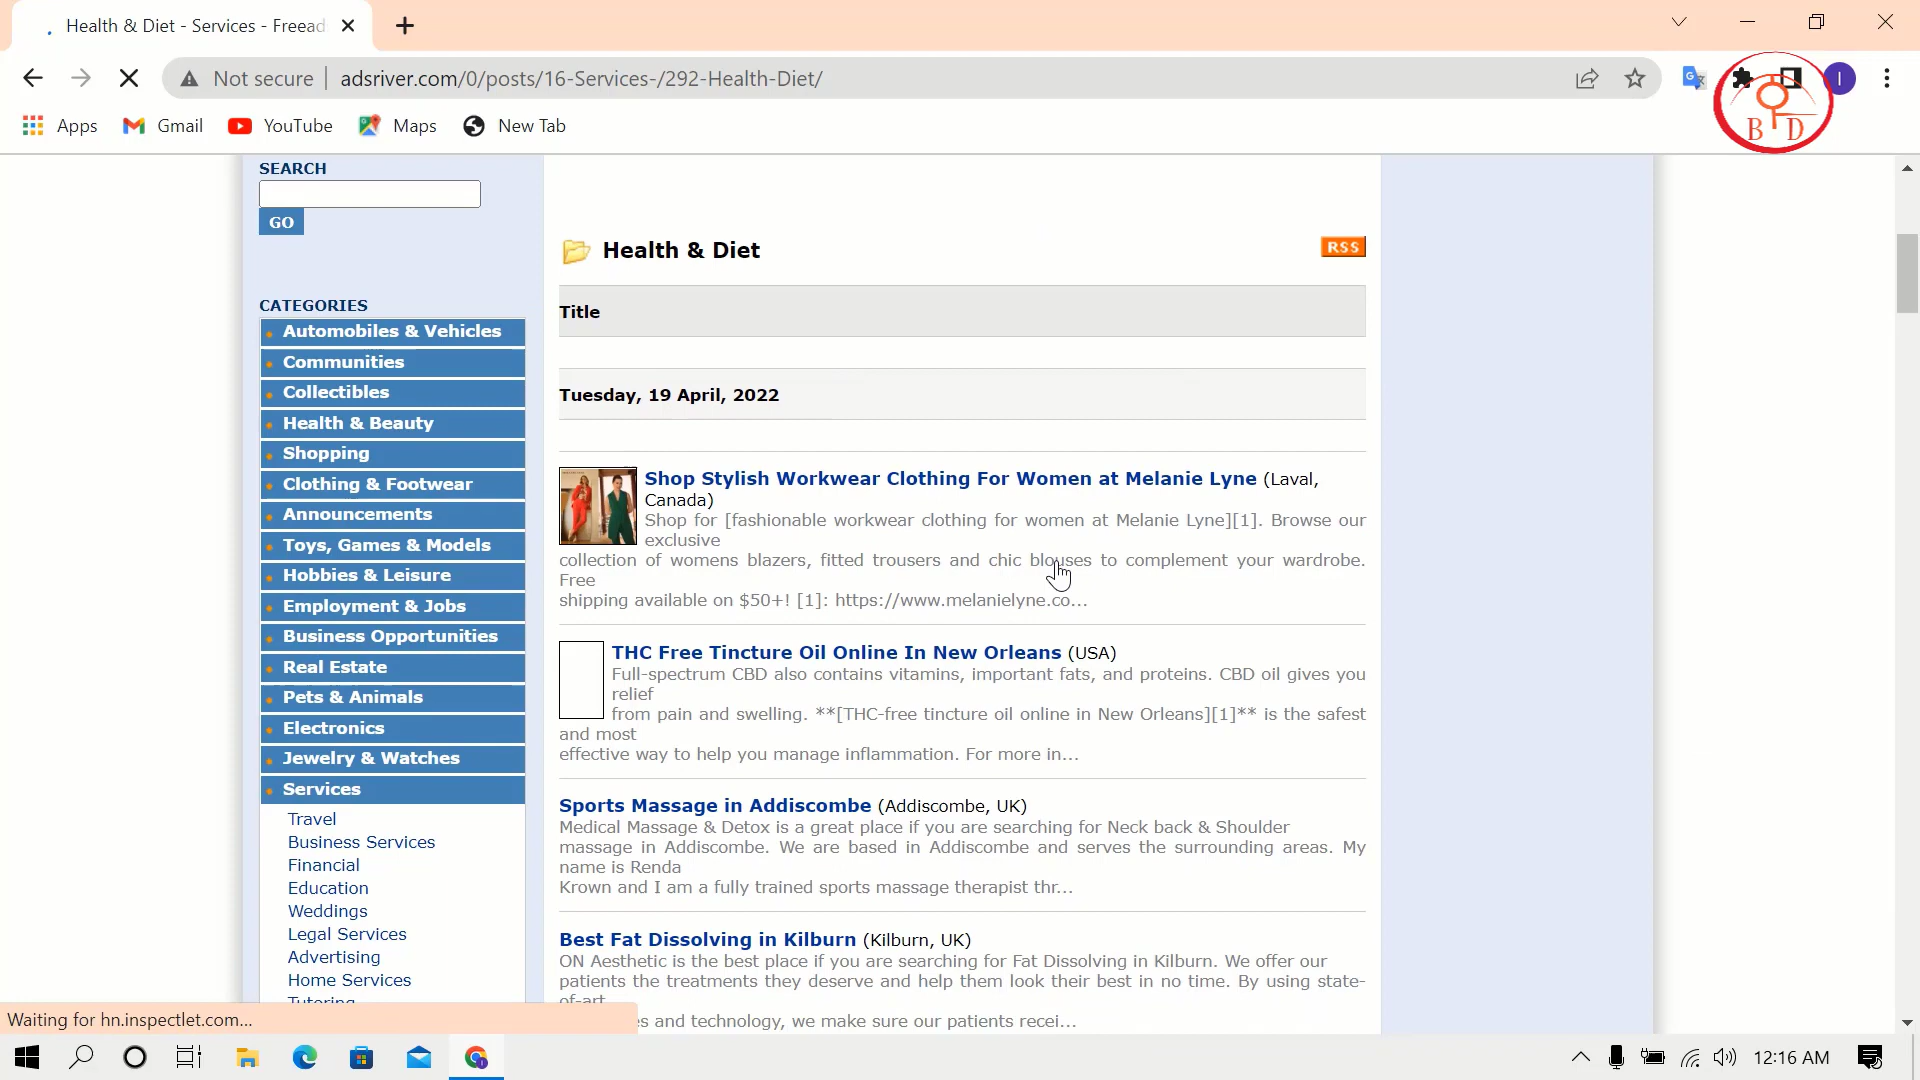 Health & Diet - Services - Freead
Not secure
adsriver.com/0/posts/16-Services-/292-Health-Diet/
I
Apps
Gmail
YouTube
Maps
New Tab
B D
SEARCH
GO
CATEGORIES
Automobiles & Vehicles
Communities
Collectibles
Health & Beauty
Shopping
Clothing & Footwear
Announcements
Toys, Games & Models
Hobbies & Leisure
Employment & Jobs
Business Opportunities
Real Estate
Pets & Animals
Electronics
Jewelry & Watches
Services
Travel
Business Services
Financial
Education
Weddings
Legal Services
Advertising
Home Services
Tutoring
Health & Diet
RSS
Title
Tuesday, 19 April, 2022
Shop Stylish Workwear Clothing For Women at Melanie Lyne (Laval,
Canada)
Shop for [fashionable workwear clothing for women at Melanie Lyne][1]. Browse our
exclusive
collection of womens blazers, fitted trousers and chic blouses to complement your wardrobe.
Free
shipping available on $50+! [1]: https://www.melanielyne.co...
THC Free Tincture Oil Online In New Orleans (USA)
Full-spectrum CBD also contains vitamins, important fats, and proteins. CBD oil gives you
relief
from pain and swelling. **[THC-free tincture oil online in New Orleans][1]** is the safest
and most
effective way to help you manage inflammation. For more in...
Sports Massage in Addiscombe (Addiscombe, UK)
Medical Massage & Detox is a great place if you are searching for Neck back & Shoulder
massage in Addiscombe. We are based in Addiscombe and serves the surrounding areas. My
name is Renda
Krown and I am a fully trained sports massage therapist thr...
Best Fat Dissolving in Kilburn (Kilburn, UK)
ON Aesthetic is the best place if you are searching for Fat Dissolving in Kilburn. We offer our
patients the treatments they deserve and help them look their best in no time. By using state-
of-art
es and technology, we make sure our patients recei...
Waiting for hn.inspectlet.com...
12:16 AM